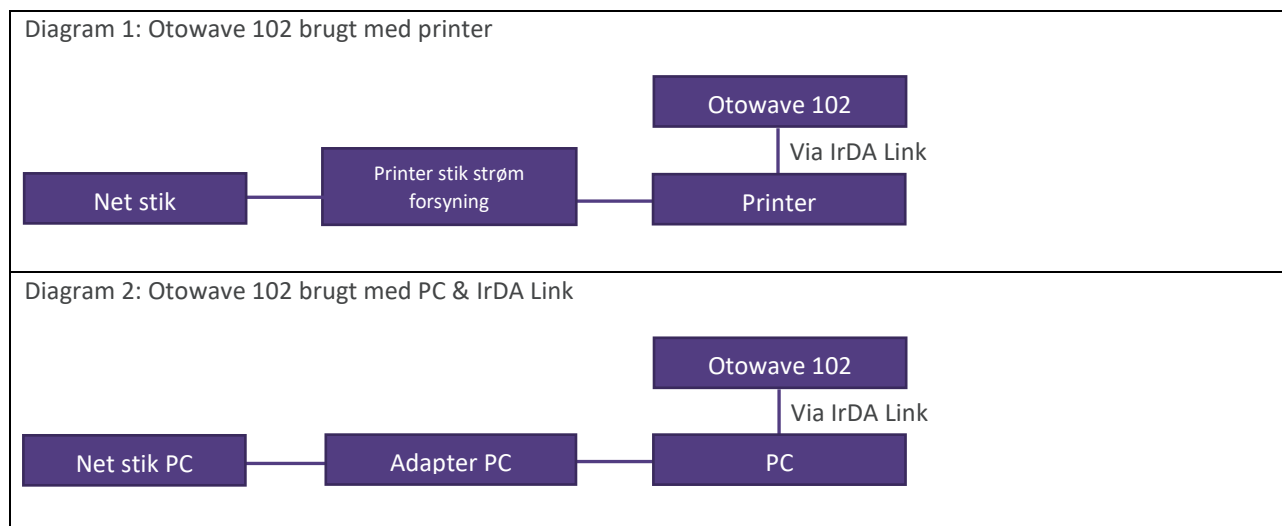 Diagram 1: Otowave 102 brugt med printer
Otowave 102
Via IrDA Link
Printer stik strøm
forsyning
Net stik
Printer
Diagram 2: Otowave 102 brugt med PC & IrDA Link
Otowave 102
Via IrDA Link
Net stik PC
Adapter PC
PC